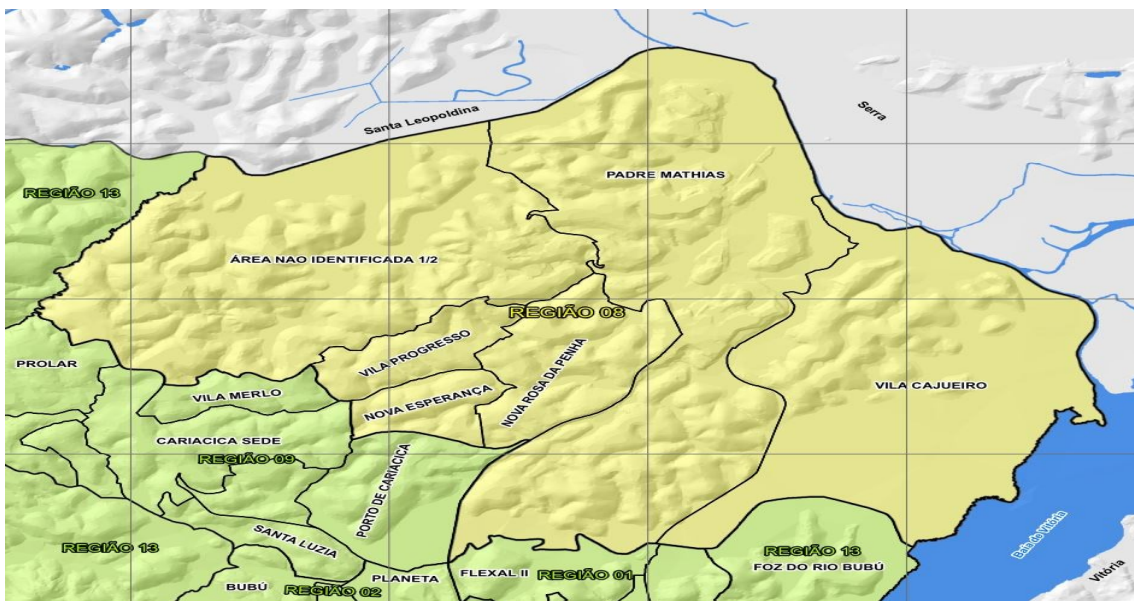 Santa Leopoldina
Serra
PADRE MATHIAS
REGIÃO 13
ÁREA NAO IDENTIFICADA 1/2
REGIÃO 08
VILA PROGRESSO
NOVA ROSA DA PENHA
PROLAR
VILA MERLO
NOVA ESPERANÇA
VILA CAJUEIRO
CARIACICA SEDE
REGIÃO 09
PORTO DE CARIACICA
SANTA LUZIA
Baía de Vitória
REGIÃO 13
REGIÃO 13
FOZ DO RIO BUBÚ
Vitória
BUBÚ
REGIÃO 02
PLANETA
FLEXAL II
REGIÃO 01